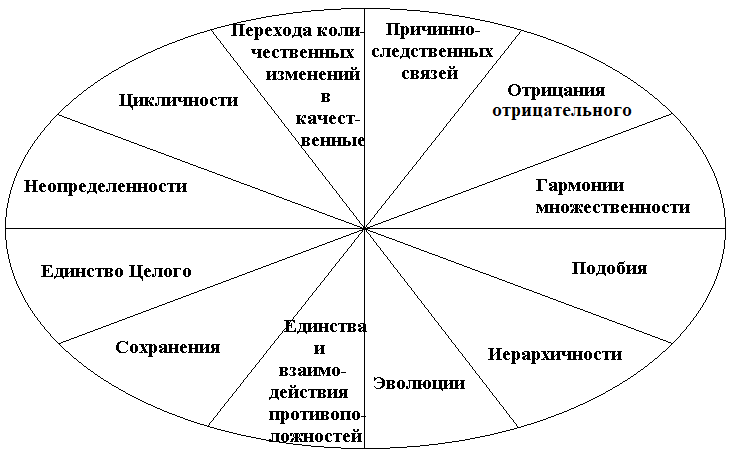 Перехода коли-
чественных
изменений
в
качест-
венные
Причинно-
следственных
связей
Отрицания
отрицательного
Гармонии
множественности
Подобия
Иерархичности
Эволюции
Единства
и
взаимо-
действия
противопо-
ложностей
Сохранения
Единство Целого
Неопределенности
Цикличности